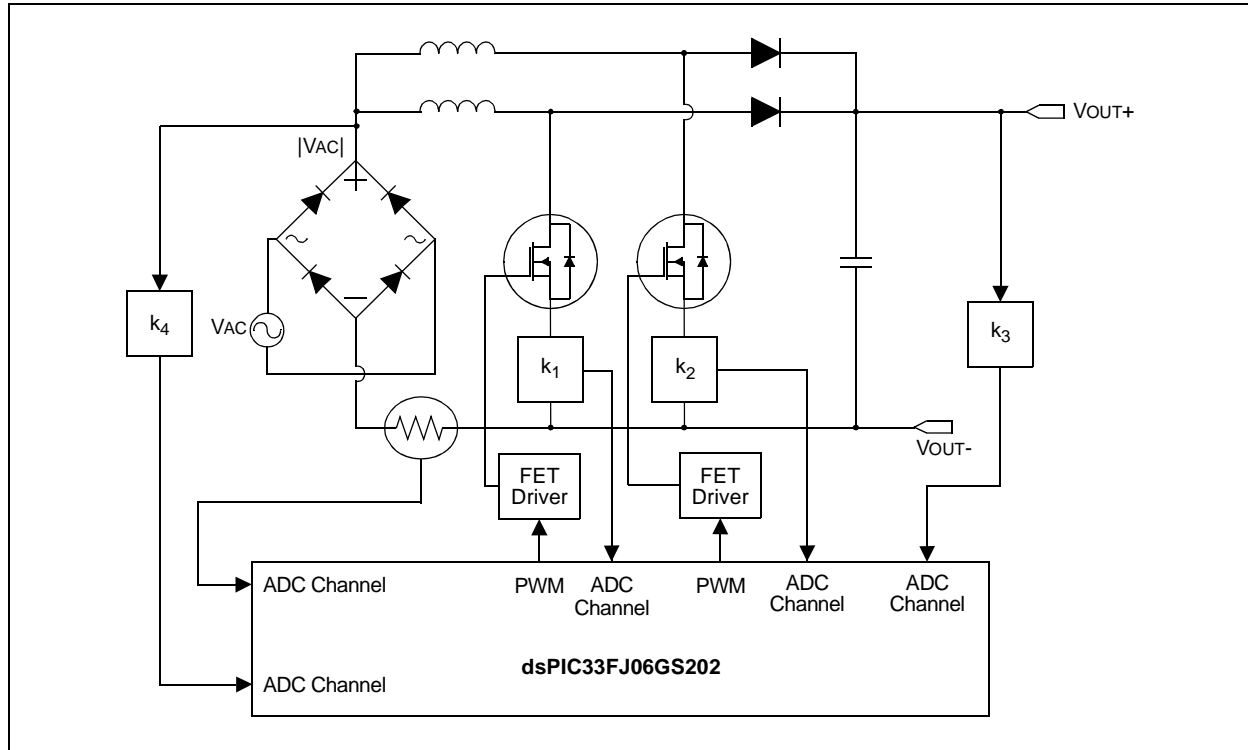 VOUT+
|VAC|
k4
VAC
k1
k2
k3
VOUT-
FET
Driver
FET
Driver
ADC Channel
PWM
ADC
Channel
PWM
ADC
Channel
ADC
Channel
dsPIC33FJ06GS202
ADC Channel